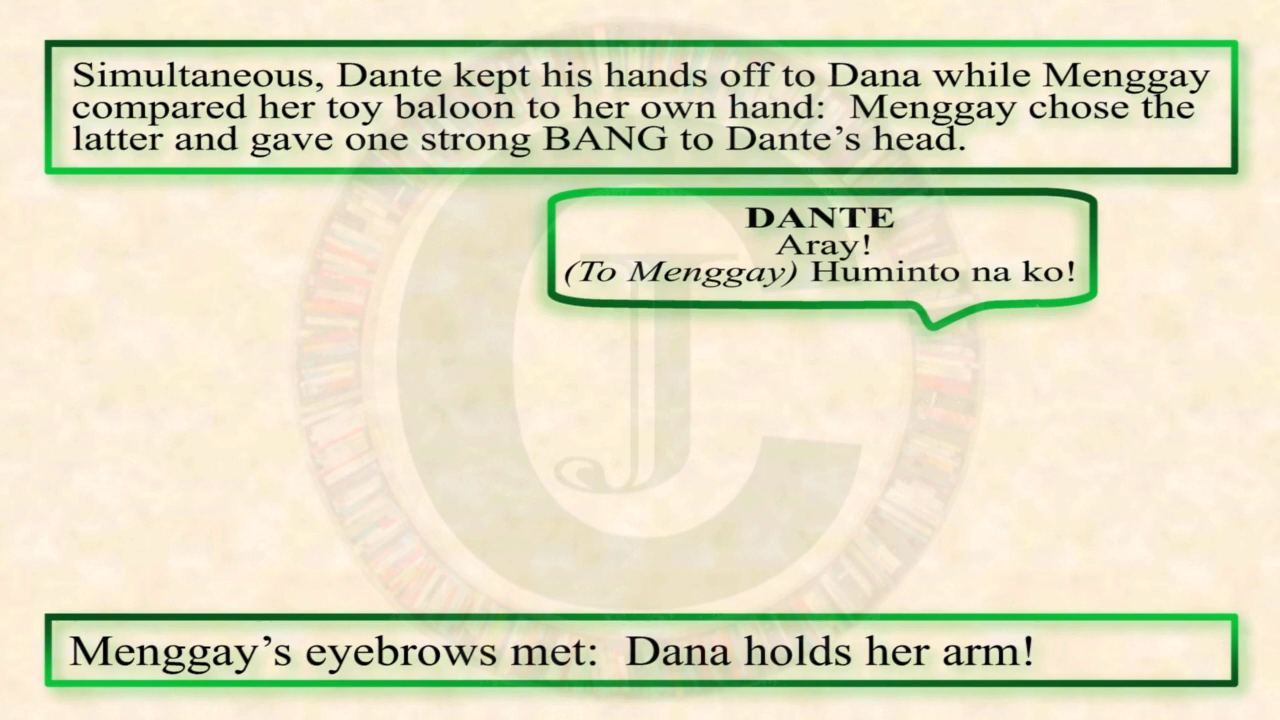 Simultaneous, Dante kept his hands off to Dana while Menggay
compared her toy baloon to her own hand:  Menggay chose the
latter and gave one strong BANG to Dante’s head.
DANTE
Aray!
(To Menggay) Huminto na ko!
Menggay’s eyebrows met:  Dana holds her arm!